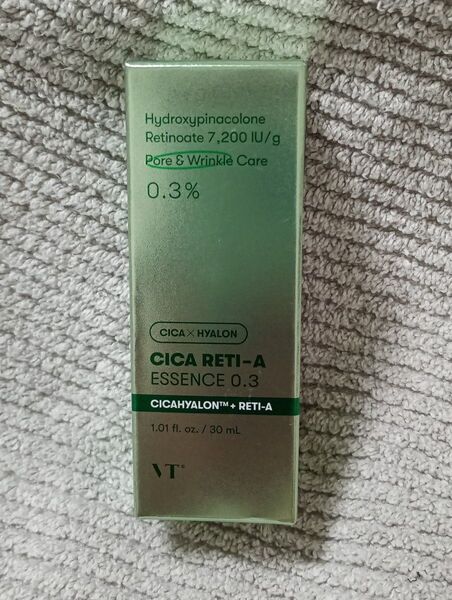 Hydroxypinacolone
Retinoate 7,200 IU/g
Pore & Wrinkle Care
0.3%
CICA × HYALON
CICA RETI-A
ESSENCE 0.3
CICAHYALON™ + RETI-A
1.01 fl. oz. / 30 mL
VT®